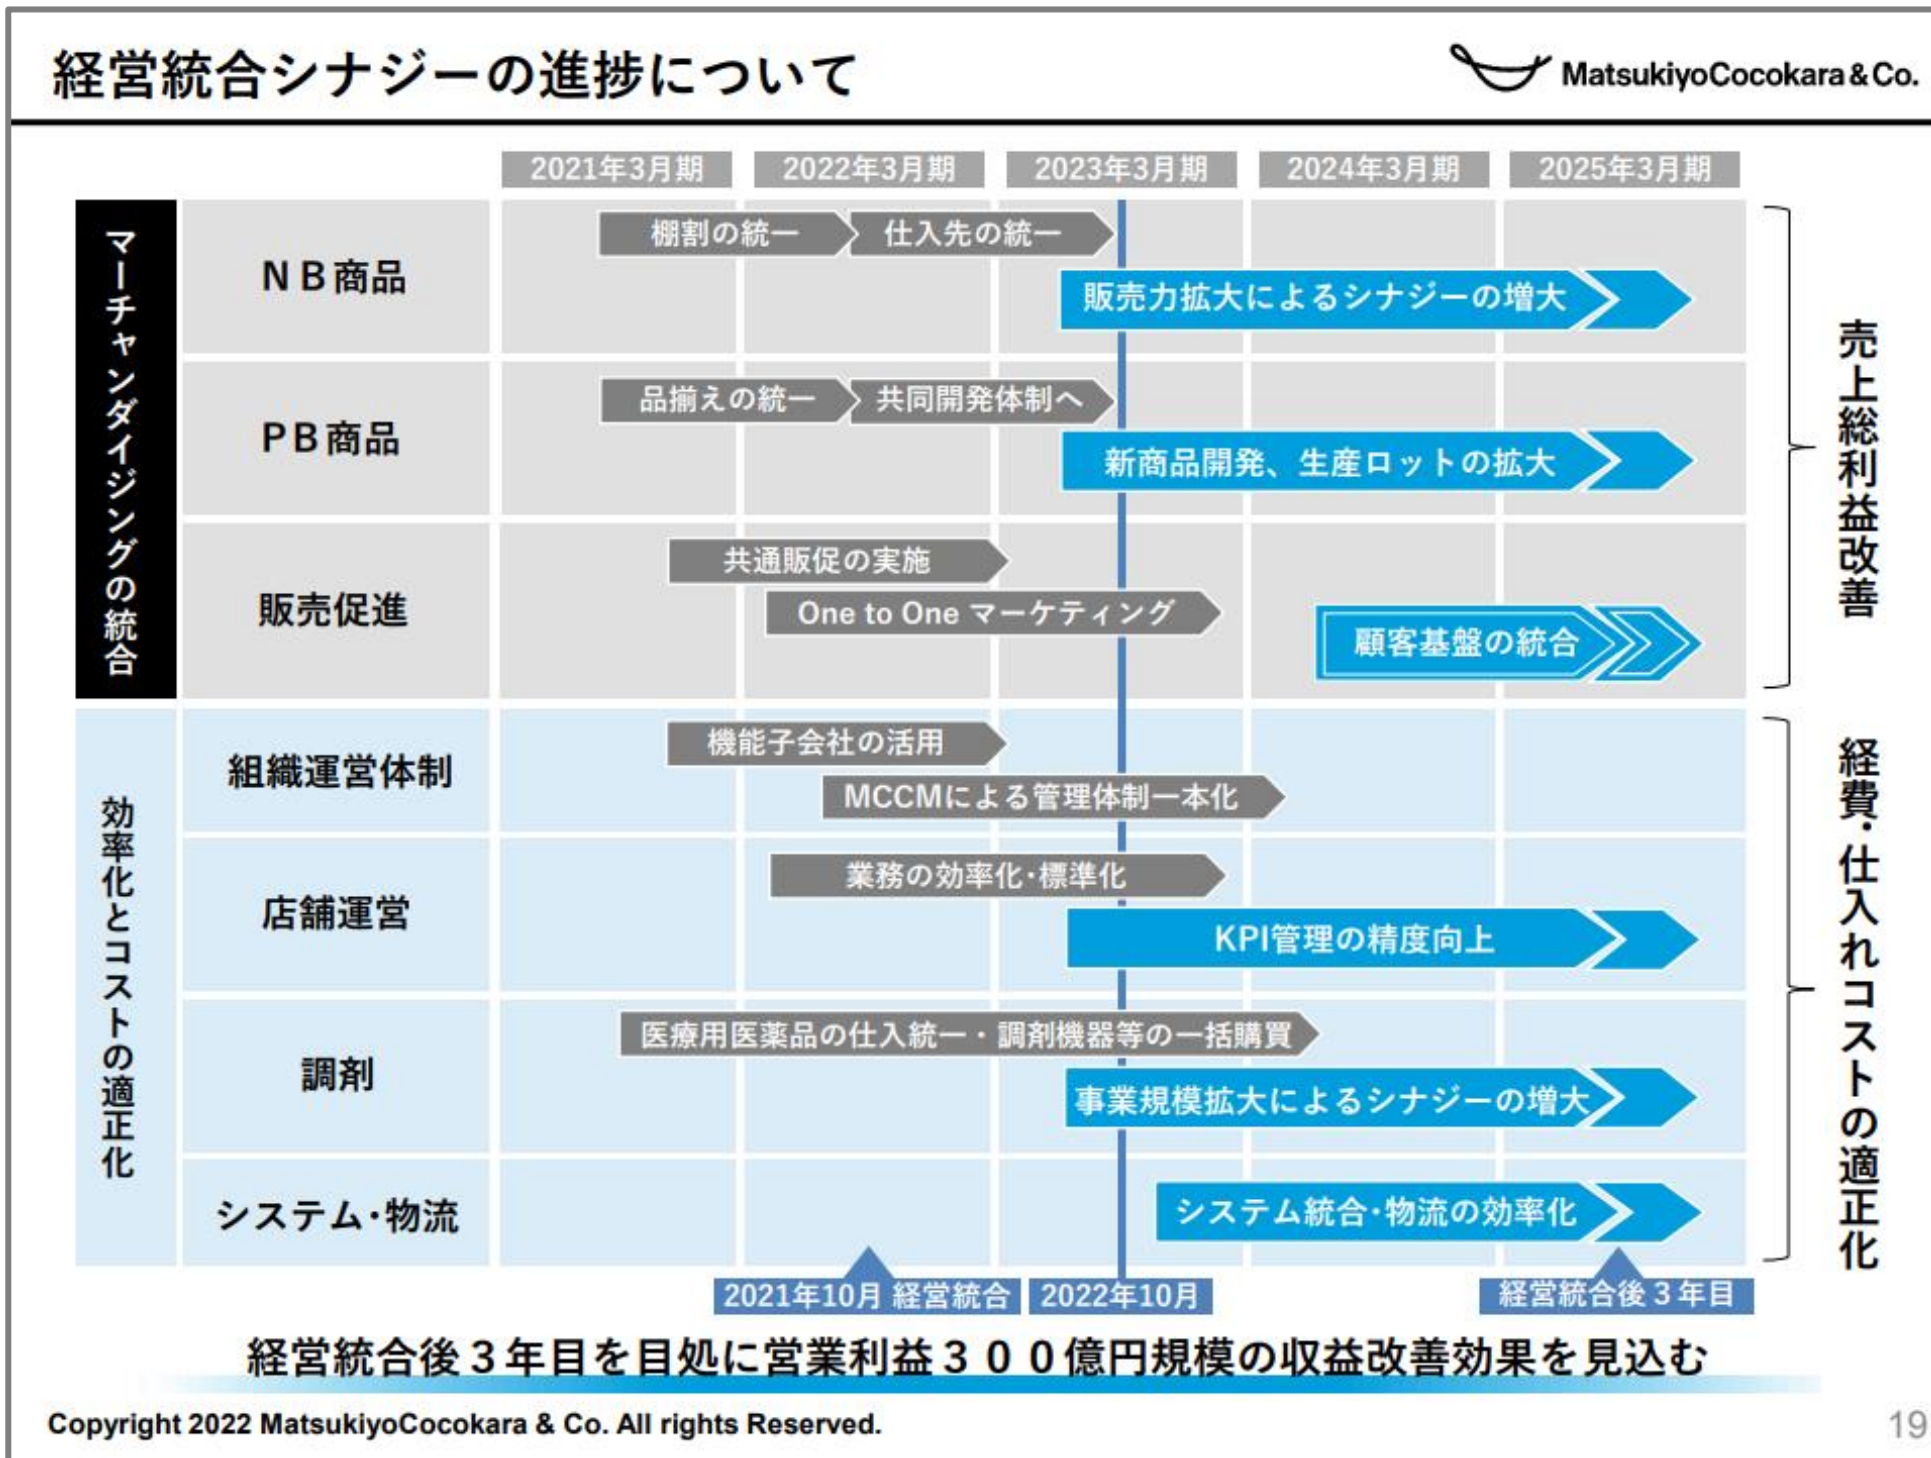 経営統合シナジーの進捗について
MatsukiyoCocokara & Co.
2021年3月期
2022年3月期
2023年3月期
2024年3月期
2025年3月期
マーチャンダイジングの統合
ＮＢ商品
棚割の統一
仕入先の統一
販売力拡大によるシナジーの増大
ＰＢ商品
品揃えの統一
共同開発体制へ
新商品開発、生産ロットの拡大
販売促進
共通販促の実施
One to One マーケティング
顧客基盤の統合
売上総利益改善
効率化とコストの適正化
組織運営体制
機能子会社の活用
MCCMによる管理体制一本化
店舗運営
業務の効率化･標準化
KPI管理の精度向上
調剤
医療用医薬品の仕入統一・調剤機器等の一括購買
事業規模拡大によるシナジーの増大
システム･物流
システム統合･物流の効率化
経費･仕入れコストの適正化
2021年10月 経営統合
2022年10月
経営統合後３年目
経営統合後３年目を目処に営業利益３００億円規模の収益改善効果を見込む
Copyright 2022 MatsukiyoCocokara & Co. All rights Reserved.
19